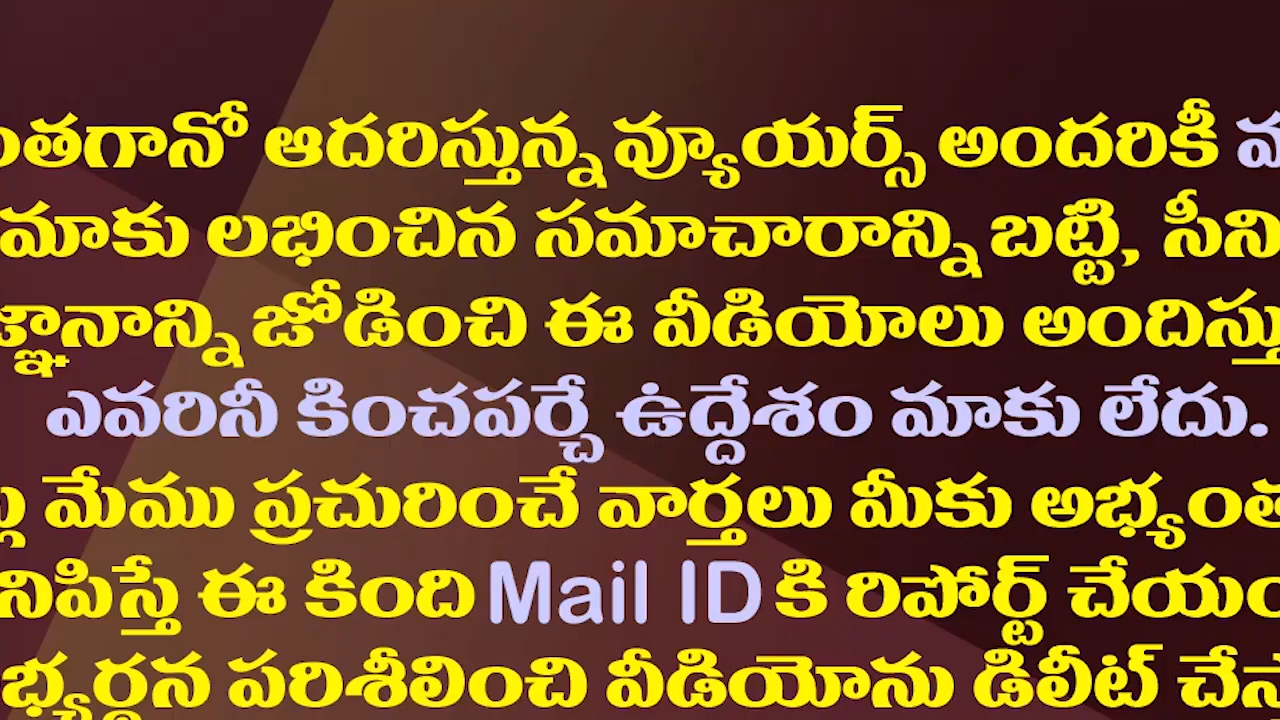 ఆదరిస్తున్న వ్యూయర్స్ అందరికీ
మాకు లభించిన సమాచారాన్ని బట్టి,
జోడించి ఈ వీడియోలు
ఎవరినీ కించపర్చే ఉద్దేశం మాకు లేదు.
మేము ప్రచురించే వార్తలు మీకు
ఈ కింది Mail ID కి రిపోర్ట్
పరిశీలించి వీడియోను డిలీట్